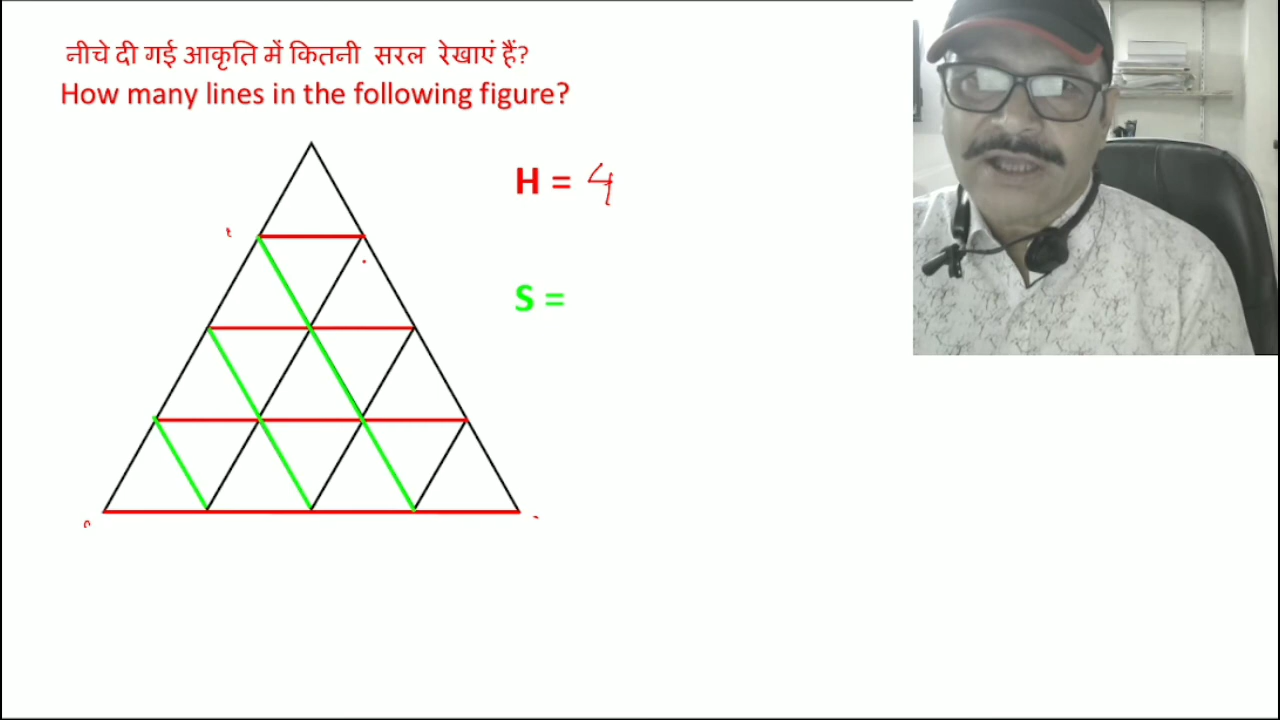 नीचे दी गई आकृति में कितनी सरल रेखाएं हैं?
How many lines in the following figure?
H = 4
S =